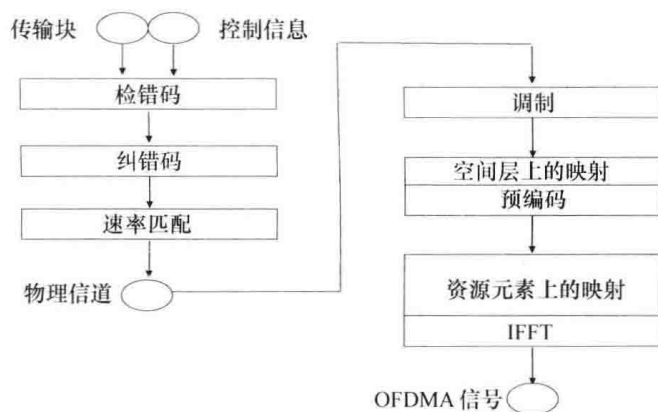 传输块
控制信息
检错码
纠错码
速率匹配
物理信道
调制
空间层上的映射
预编码
资源元素上的映射
IFFT
OFDMA 信号